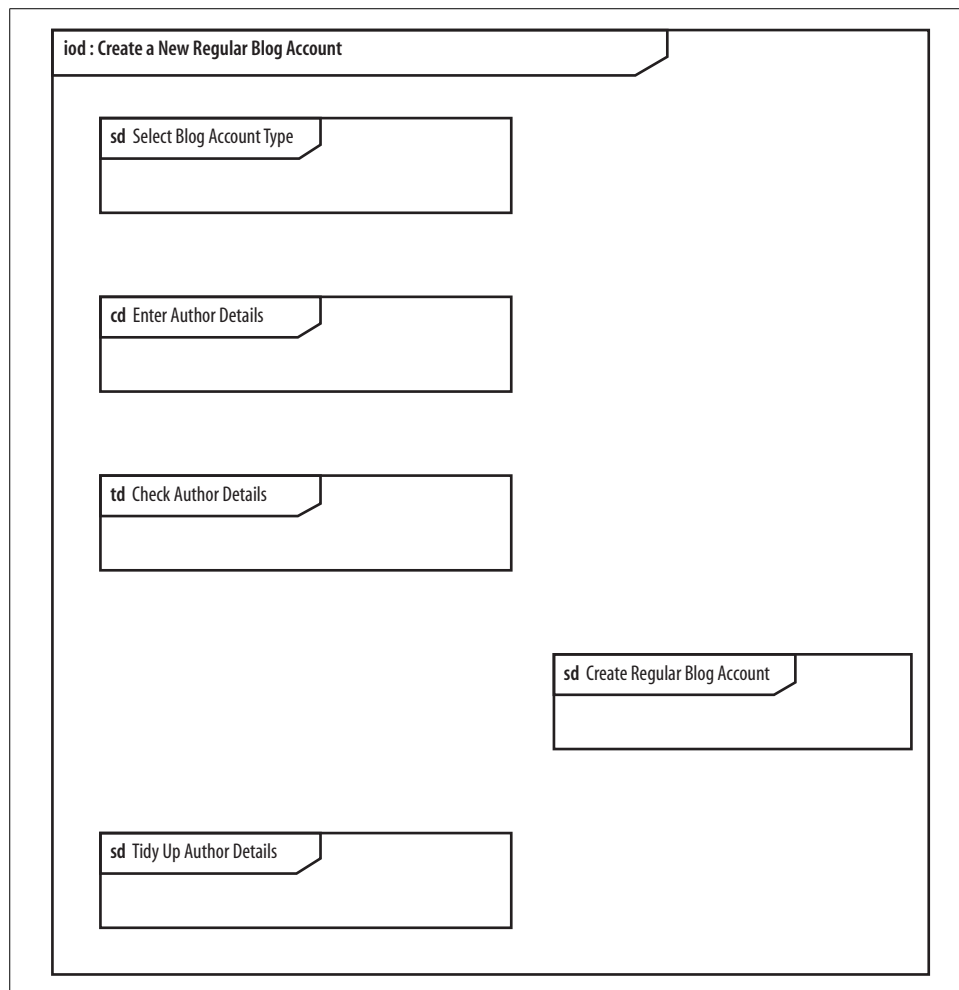 iod : Create a New Regular Blog Account
sd Select Blog Account Type
cd Enter Author Details
td Check Author Details
sd Create Regular Blog Account
sd Tidy Up Author Details